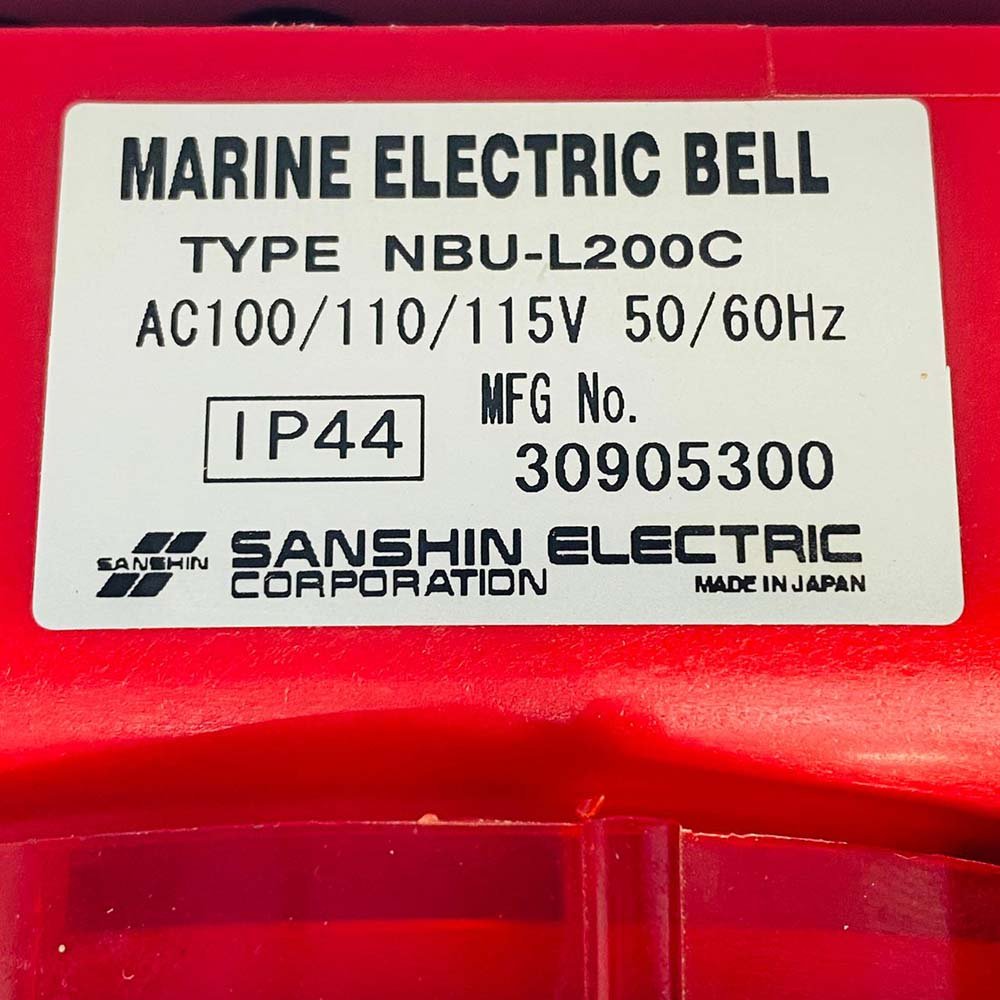 MARINE ELECTRIC BELL
TYPE NBU-L200C
AC100/110/115V 50/60Hz
IP44
MFG No.
30905300
SANSHIN
SANSHIN ELECTRIC
CORPORATION
MADE IN JAPAN